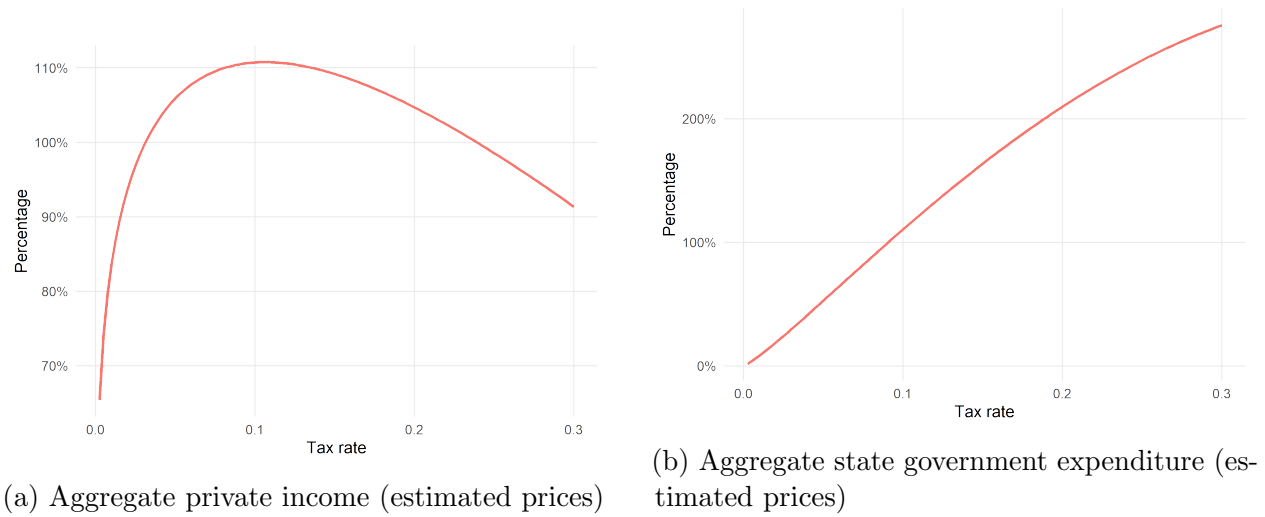 110%
100%
90%
80%
70%
Percentage
0.0 0.1 0.2 0.3
Tax rate
(a) Aggregate private income (estimated prices)
200%
100%
0%
Percentage
0.0 0.1 0.2 0.3
Tax rate
(b) Aggregate state government expenditure (es-
timated prices)